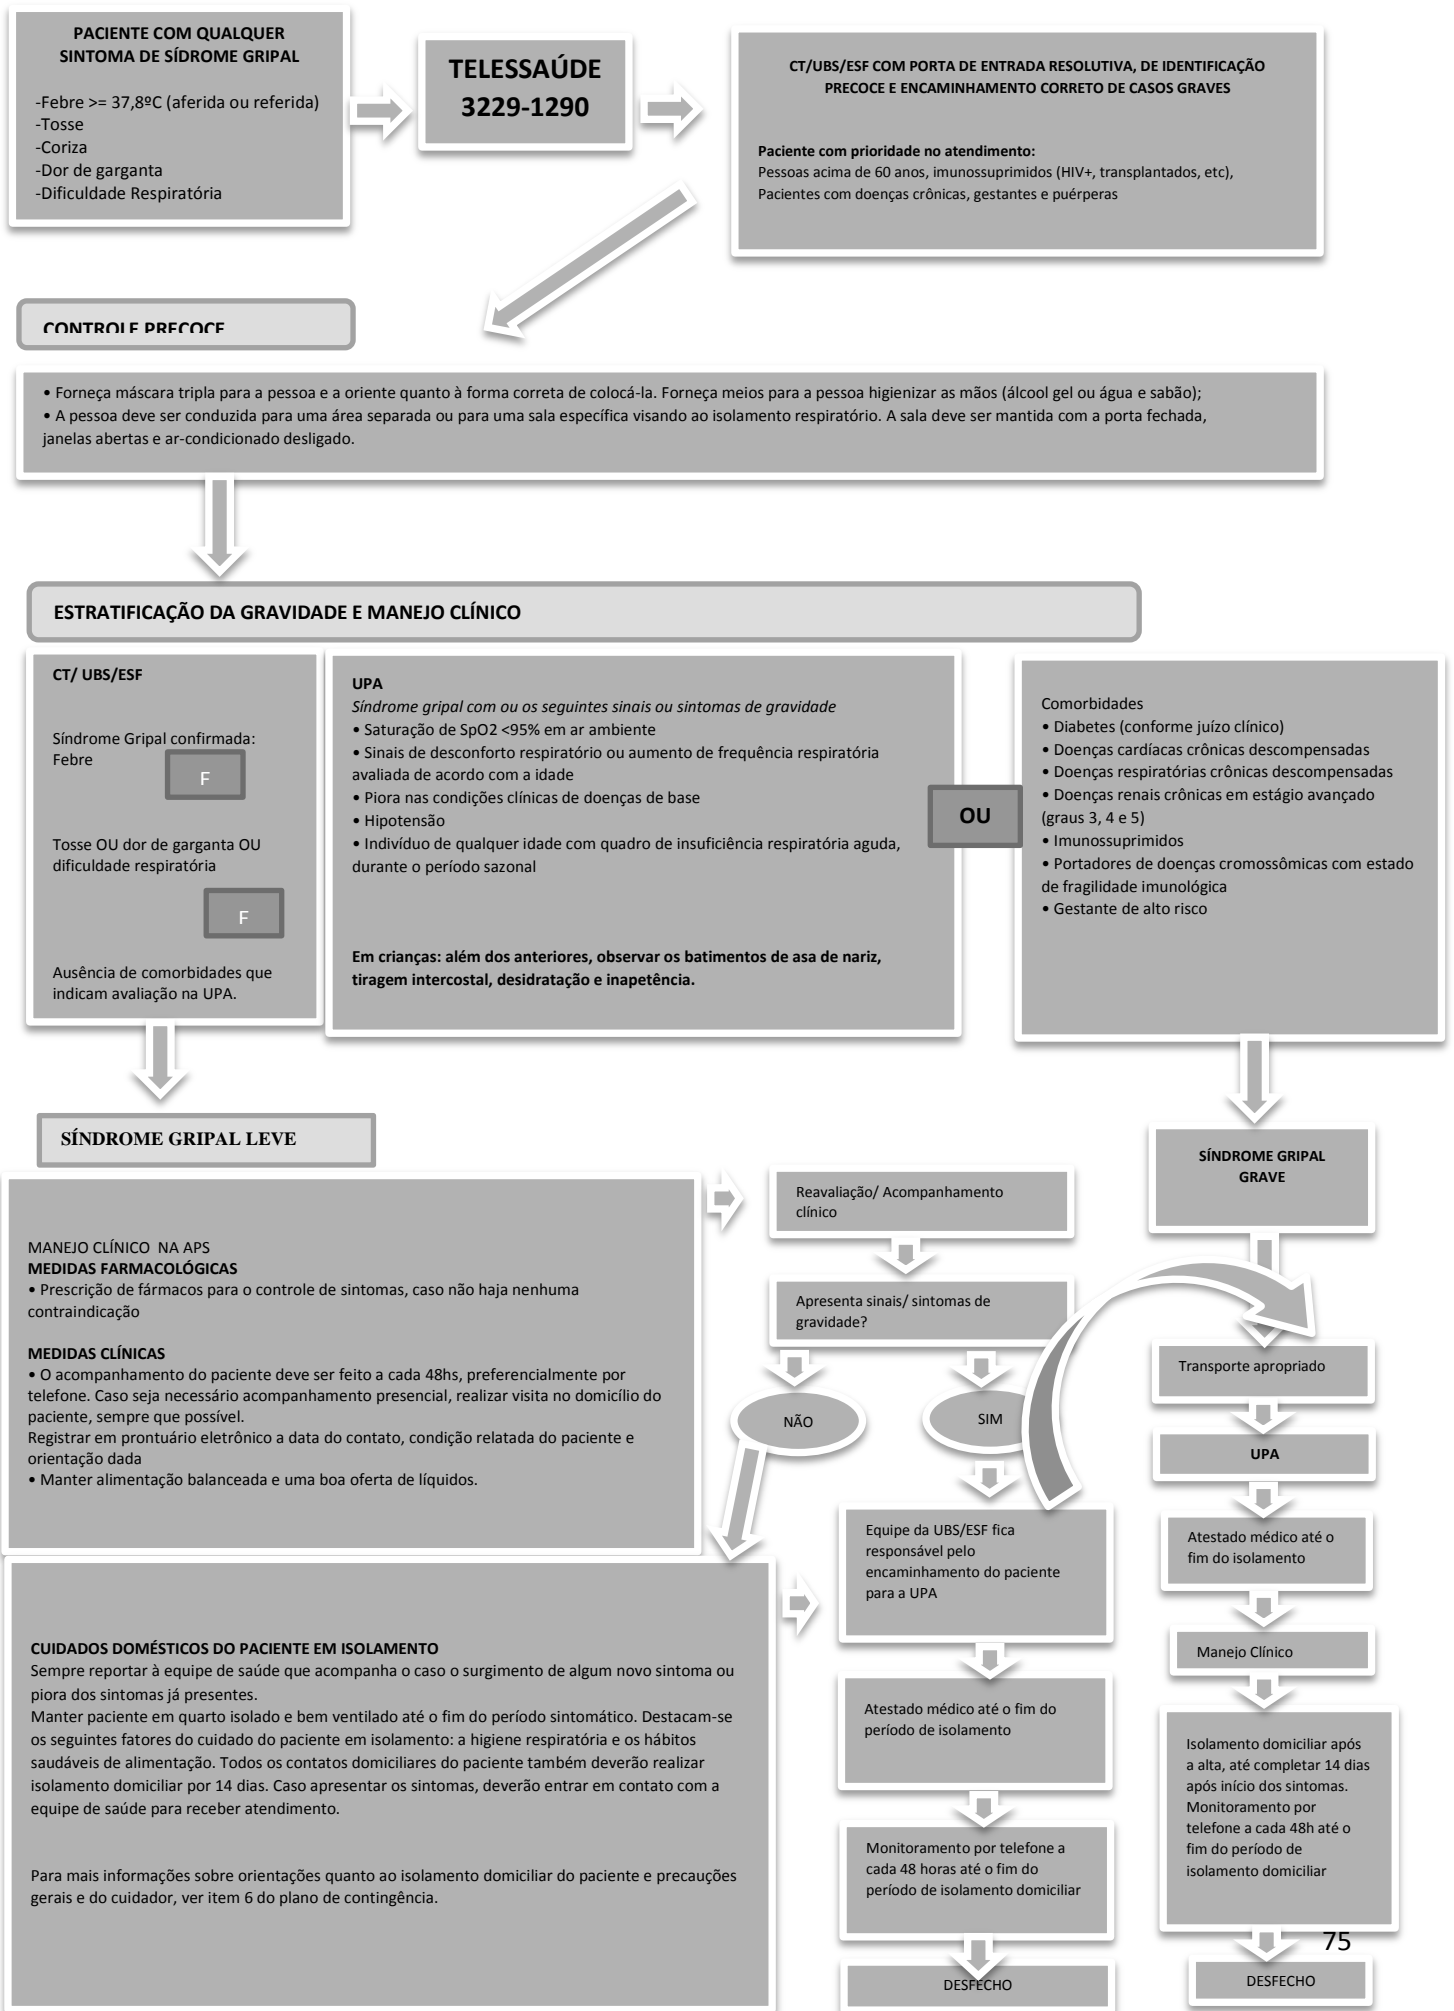 PACIENTE COM QUALQUER
SINTOMA DE SÍDROME GRIPAL
-Febre >= 37,8ºC (aferida ou referida)
-Tosse
-Coriza
-Dor de garganta
-Dificuldade Respiratória
TELESSAÚDE
3229-1290
CT/UBS/ESF COM PORTA DE ENTRADA RESOLUTIVA, DE IDENTIFICAÇÃO
PRECOCE E ENCAMINHAMENTO CORRETO DE CASOS GRAVES
Paciente com prioridade no atendimento:
Pessoas acima de 60 anos, imunossuprimidos (HIV+, transplantados, etc),
Pacientes com doenças crônicas, gestantes e puérperas
CONTROLE PRECOCE
• Forneça máscara tripla para a pessoa e a oriente quanto à forma correta de colocá-la. Forneça meios para a pessoa higienizar as mãos (álcool gel ou água e sabão);
• A pessoa deve ser conduzida para uma área separada ou para uma sala específica visando ao isolamento respiratório. A sala deve ser mantida com a porta fechada,
janelas abertas e ar-condicionado desligado.
ESTRATIFICAÇÃO DA GRAVIDADE E MANEJO CLÍNICO
CT/ UBS/ESF
Síndrome Gripal confirmada:
Febre
F
Tosse OU dor de garganta OU
dificuldade respiratória
F
Ausência de comorbidades que
indicam avaliação na UPA.
UPA
Síndrome gripal com ou os seguintes sinais ou sintomas de gravidade
• Saturação de SpO2 <95% em ar ambiente
• Sinais de desconforto respiratório ou aumento de frequência respiratória
avaliada de acordo com a idade
• Piora nas condições clínicas de doenças de base
• Hipotensão
• Indivíduo de qualquer idade com quadro de insuficiência respiratória aguda,
durante o período sazonal
Em crianças: além dos anteriores, observar os batimentos de asa de nariz,
tiragem intercostal, desidratação e inapetência.
OU
Comorbidades
• Diabetes (conforme juízo clínico)
• Doenças cardíacas crônicas descompensadas
• Doenças respiratórias crônicas descompensadas
• Doenças renais crônicas em estágio avançado
(graus 3, 4 e 5)
• Imunossuprimidos
• Portadores de doenças cromossômicas com estado
de fragilidade imunológica
• Gestante de alto risco
SÍNDROME GRIPAL LEVE
MANEJO CLÍNICO NA APS
MEDIDAS FARMACOLÓGICAS
• Prescrição de fármacos para o controle de sintomas, caso não haja nenhuma
contraindicação
MEDIDAS CLÍNICAS
• O acompanhamento do paciente deve ser feito a cada 48hs, preferencialmente por
telefone. Caso seja necessário acompanhamento presencial, realizar visita no domicílio do
paciente, sempre que possível.
Registrar em prontuário eletrônico a data do contato, condição relatada do paciente e
orientação dada
• Manter alimentação balanceada e uma boa oferta de líquidos.
CUIDADOS DOMÉSTICOS DO PACIENTE EM ISOLAMENTO
Sempre reportar à equipe de saúde que acompanha o caso o surgimento de algum novo sintoma ou
piora dos sintomas já presentes.
Manter paciente em quarto isolado e bem ventilado até o fim do período sintomático. Destacam-se
os seguintes fatores do cuidado do paciente em isolamento: a higiene respiratória e os hábitos
saudáveis de alimentação. Todos os contatos domiciliares do paciente também deverão realizar
isolamento domiciliar por 14 dias. Caso apresentar os sintomas, deverão entrar em contato com a
equipe de saúde para receber atendimento.
Para mais informações sobre orientações quanto ao isolamento domiciliar do paciente e precauções
gerais e do cuidador, ver item 6 do plano de contingência.
Reavaliação/ Acompanhamento
clínico
Apresenta sinais/ sintomas de
gravidade?
NÃO
SIM
Equipe da UBS/ESF fica
responsável pelo
encaminhamento do paciente
para a UPA
Atestado médico até o fim do
período de isolamento
Monitoramento por telefone a
cada 48 horas até o fim do
período de isolamento domiciliar
DESFECHO
SÍNDROME GRIPAL
GRAVE
Transporte apropriado
UPA
Atestado médico até o
fim do isolamento
Manejo Clínico
Isolamento domiciliar após
a alta, até completar 14 dias
após início dos sintomas.
Monitoramento por
telefone a cada 48h até o
fim do período de
isolamento domiciliar
75
DESFECHO